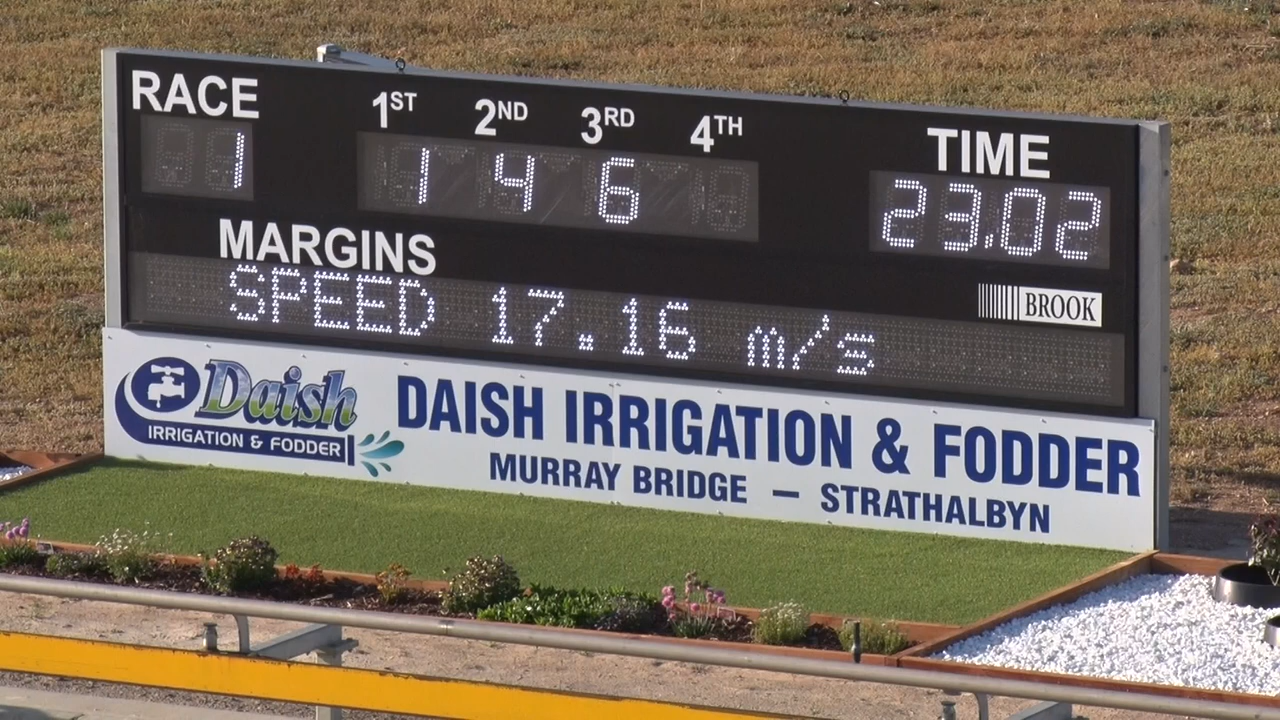 RACE 1ST 2ND 3RD 4TH TIME
1 1 4 6 23.02
MARGINS
BROOK
SPEED 17.16 m/s
Daish
IRRIGATION & FODDER
DAISH IRRIGATION & FODDER
MURRAY BRIDGE — STRATHALBYN